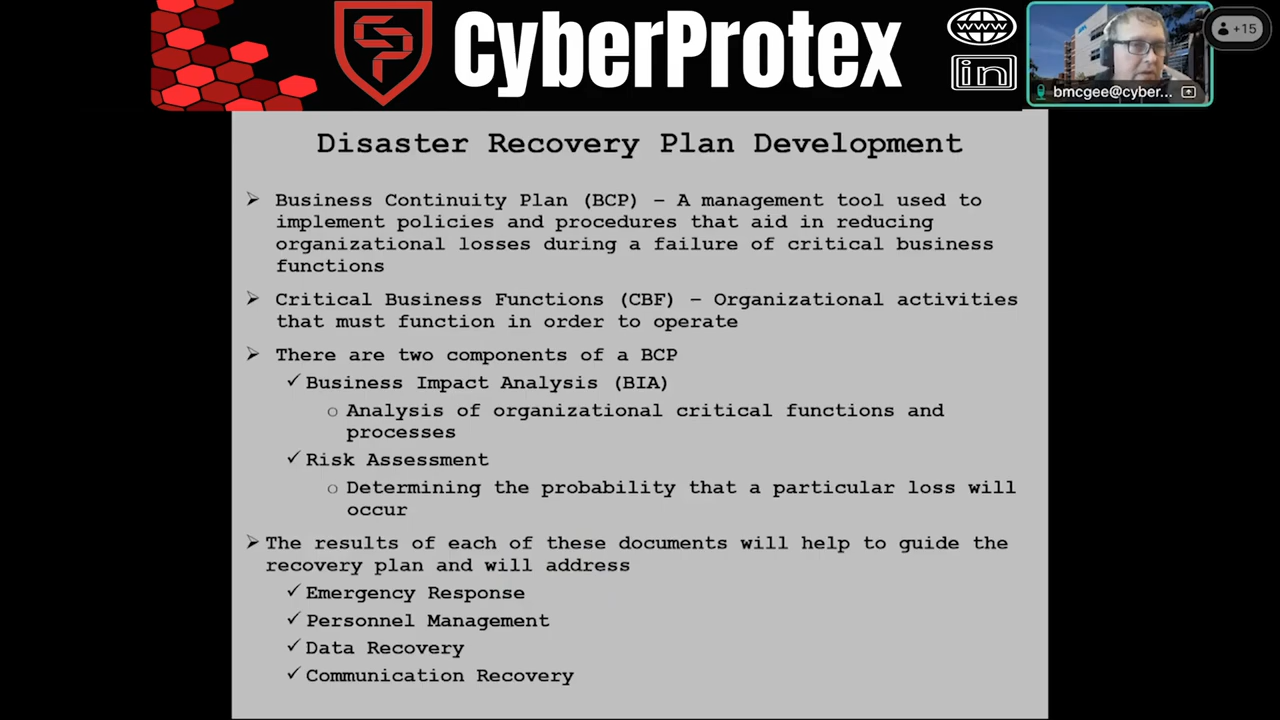 CyberProtex
WWW
in
+15
bmcgee@cyber...
Disaster Recovery Plan Development
➢ Business Continuity Plan (BCP) – A management tool used to
implement policies and procedures that aid in reducing
organizational losses during a failure of critical business
functions
➢ Critical Business Functions (CBF) – Organizational activities
that must function in order to operate
➢ There are two components of a BCP
✓ Business Impact Analysis (BIA)
o Analysis of organizational critical functions and
processes
✓ Risk Assessment
o Determining the probability that a particular loss will
occur
➢ The results of each of these documents will help to guide the
recovery plan and will address
✓ Emergency Response
✓ Personnel Management
✓ Data Recovery
✓ Communication Recovery